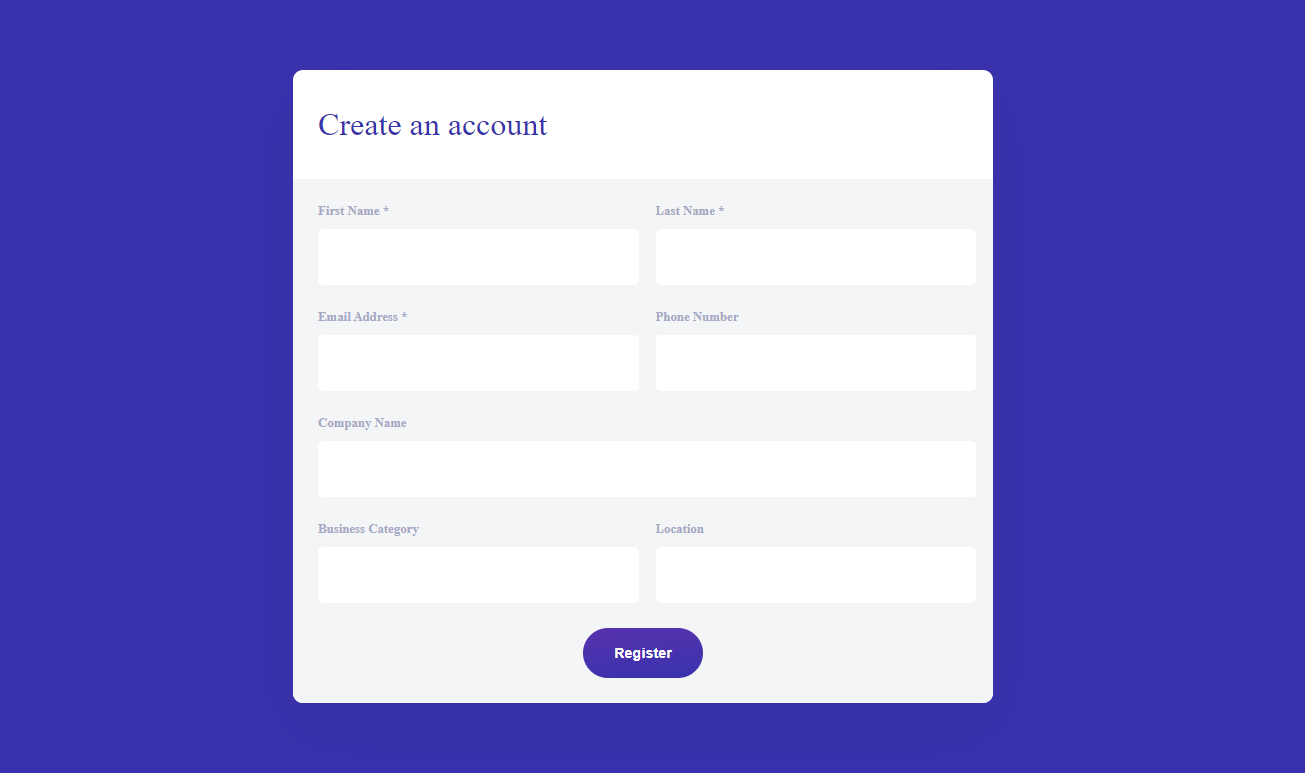 Create an account
First Name *
Last Name *
Email Address *
Phone Number
Company Name
Business Category
Location
Register